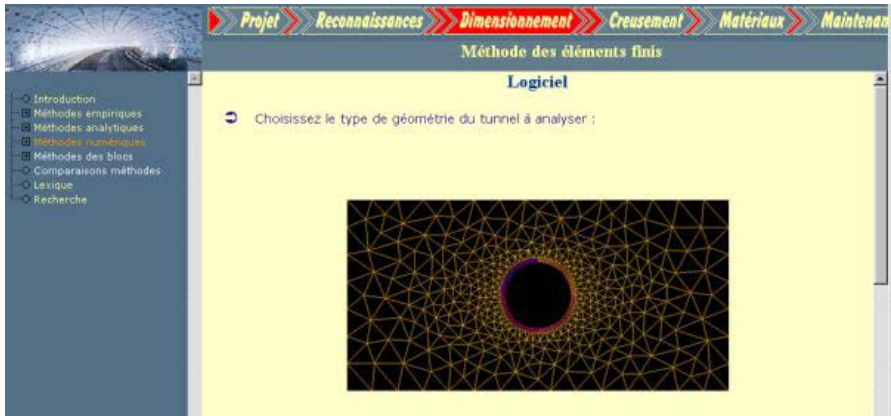 Projet Reconnaissances Dimensionnement Creusement Matériaux Maintenan
Méthode des éléments finis
Introduction
Méthodes empiriques
Méthodes analytiques
Méthodes numériques
Méthodes des blocs
Comparaisons méthodes
Lexique
Recherche
Logiciel
Choisissez le type de géométrie du tunnel à analyser :